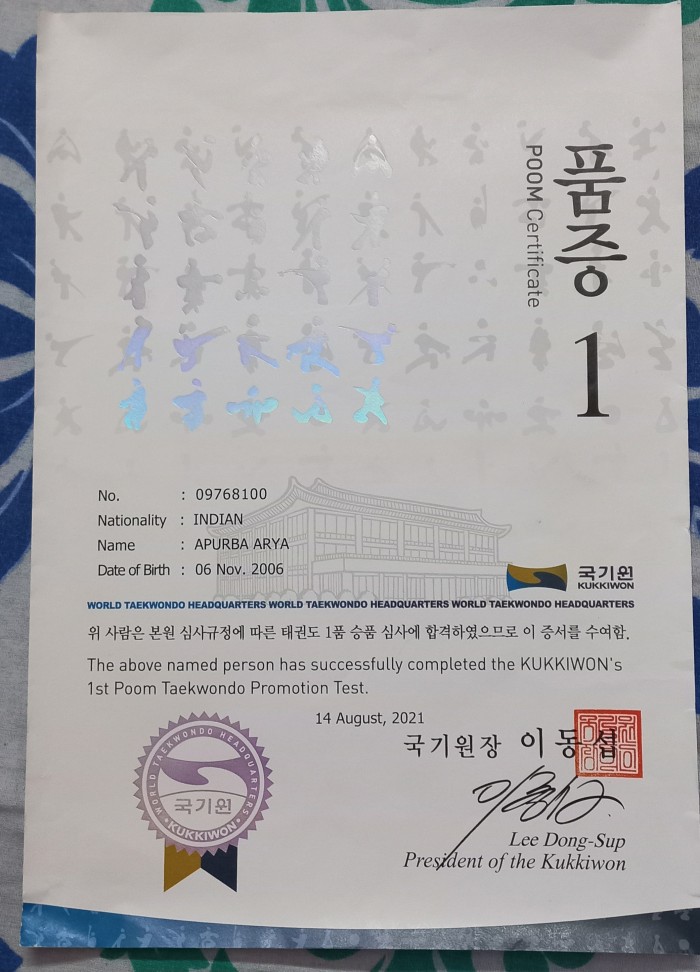 품증
POOM Certificate
1
No. : 09768100
Nationality : INDIAN
Name : APURBA ARYA
Date of Birth : 06 Nov. 2006
국기원
KUKKIWON
WORLD TAEKWONDO HEADQUARTERS WORLD TAEKWONDO HEADQUARTERS WORLD TAEKWONDO HEADQUARTERS
위 사람은 본원 심사규정에 따른 태권도 1품 승품 심사에 합격하였으므로 이 증서를 수여함.
The above named person has successfully completed the KUKKIWON's
1st Poom Taekwondo Promotion Test.
14 August, 2021
국기원장 이동섭
WORLD TAEKWONDO HEADQUARTERS
국기원
KUKKIWON
Lee Dong-Sup
President of the Kukkiwon